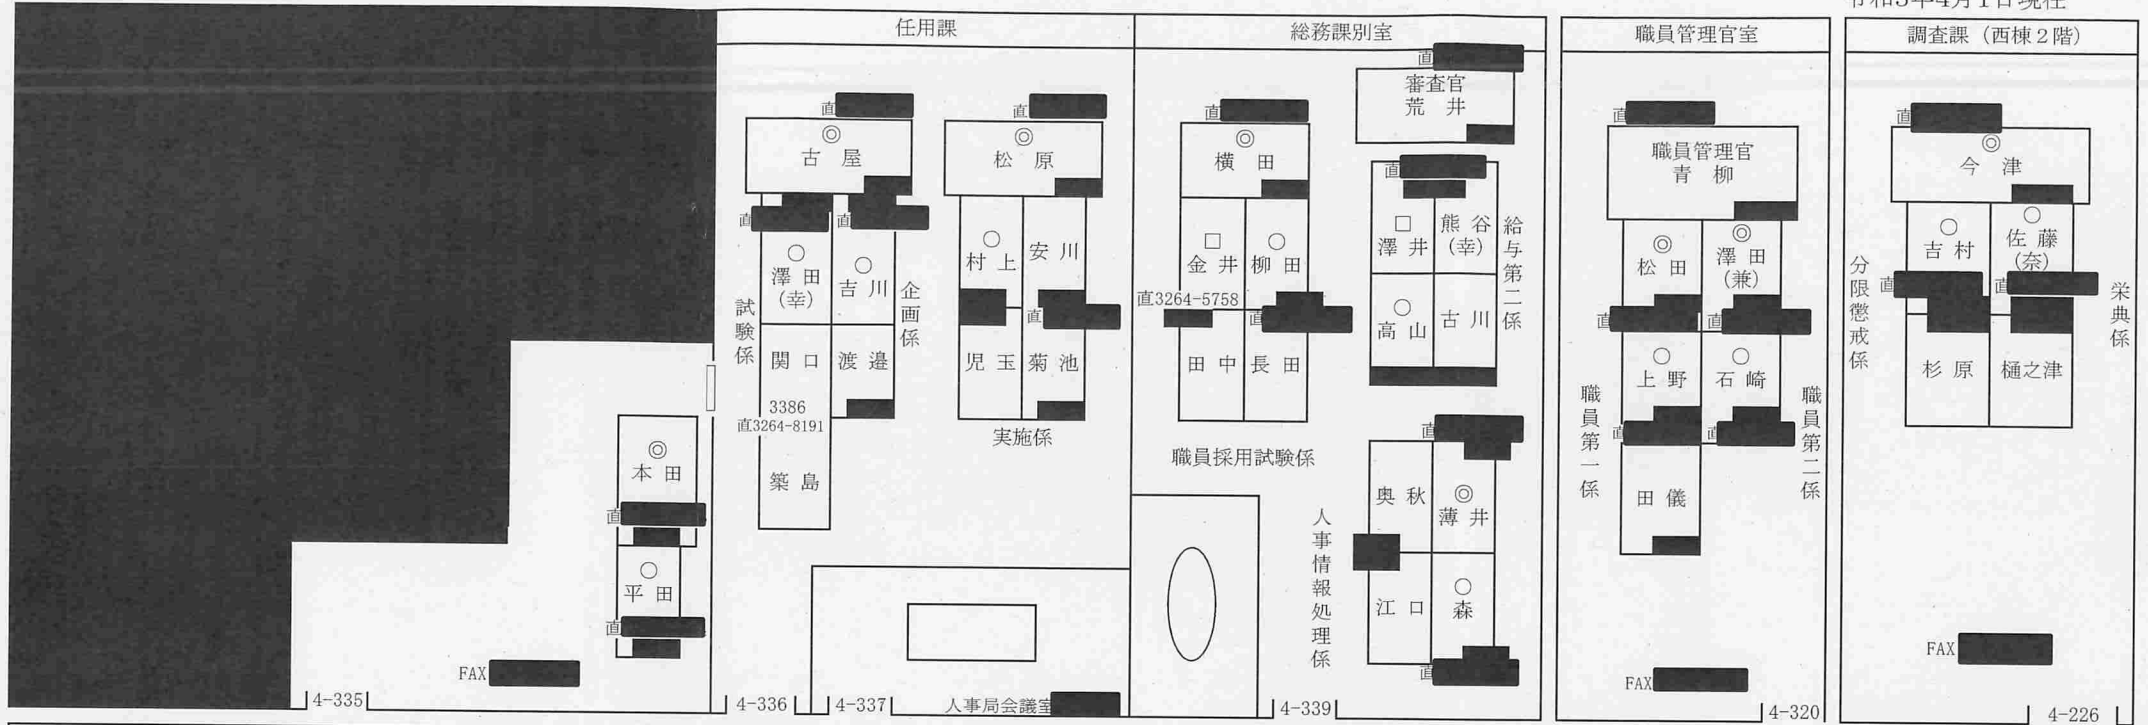 令和3年4月1日現在
任用課
総務課別室
職員管理官室
調査課（西棟２階）
直
審査官
荒　井
直
◎
古　屋
直
◎
松　原
直
◎
横　田
直
職員管理官
青　柳
直
◎
今　津
直
○
澤 田
(幸)
直
○
吉 川
試験係
企画係
関 口
渡 邉
3386
直3264-8191
築 島
○
村 上
安 川
直
児 玉
菊 池
実施係
□
金 井
○
柳 田
直3264-5758
直
田 中
長 田
職員採用試験係
直
□
澤 井
熊 谷
(幸)
給与第二係
○
高 山
古 川
直
奥 秋
◎
薄 井
人事情報処理係
江 口
○
森
直
◎
松 田
◎
澤 田
(兼)
直
直
○
上 野
○
石 崎
職員第一係
職員第二係
直
直
田 儀
○
吉 村
○
佐 藤
(奈)
分限懲戒係
栄典係
直
直
杉 原
樋之津
◎
本 田
直
○
平 田
直
FAX
人事局会議室
FAX
FAX
4-335
4-336
4-337
4-339
4-320
4-226